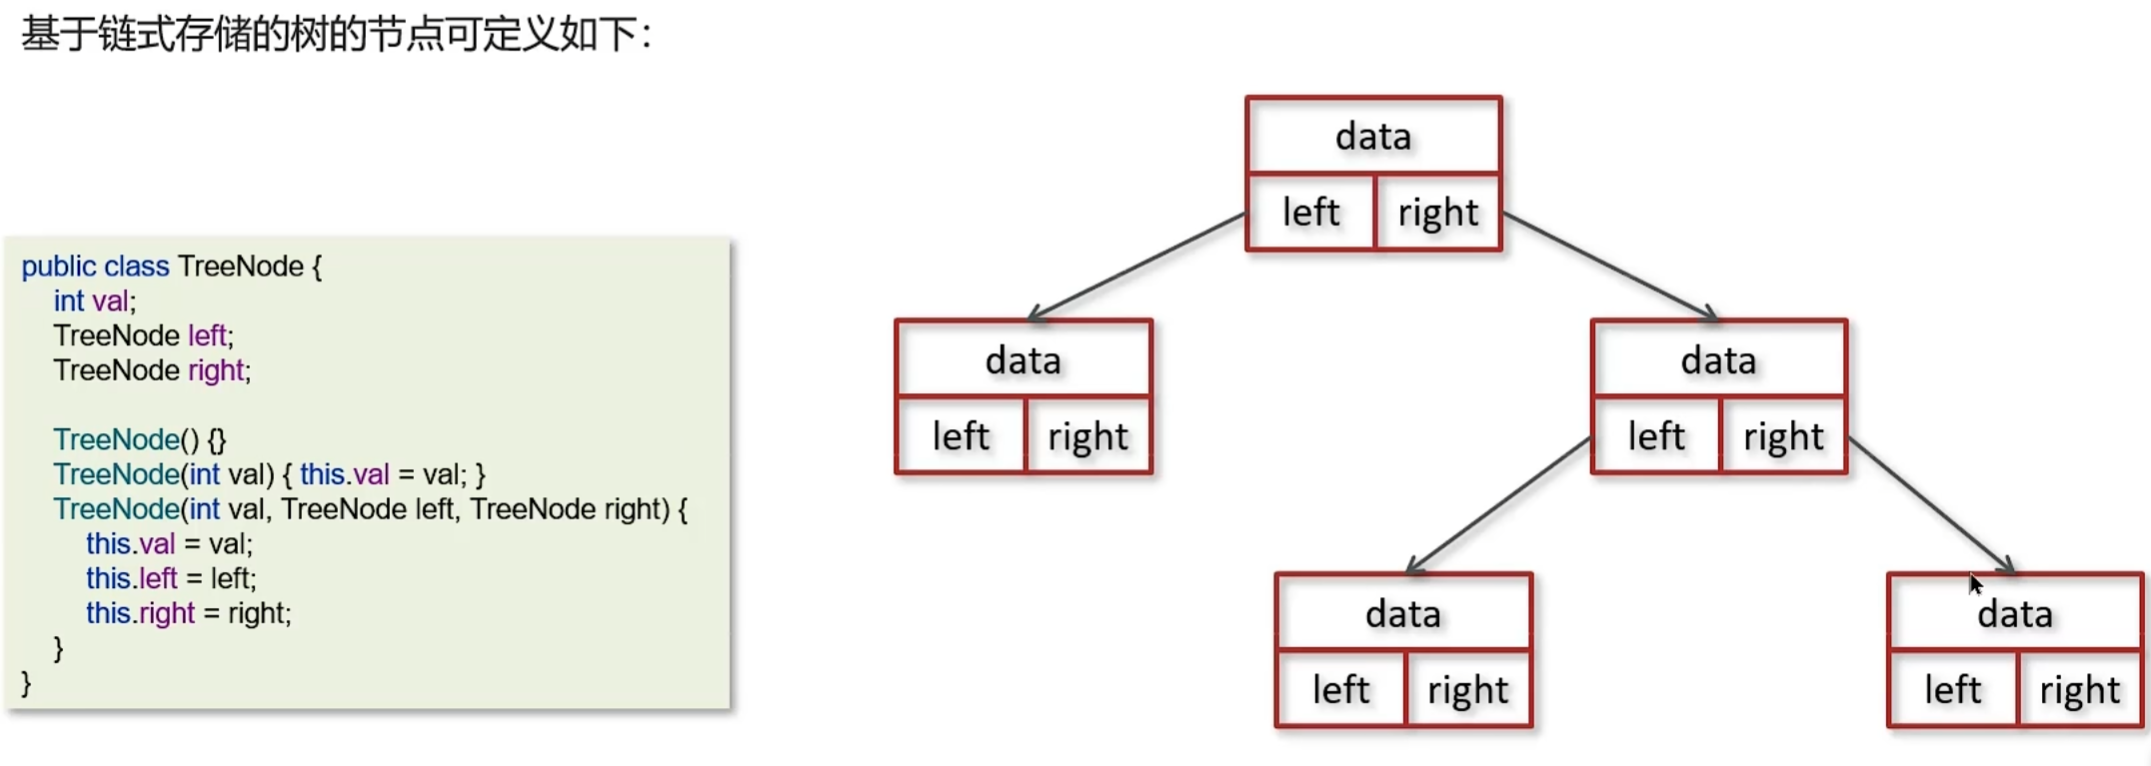 基于链式存储的树的节点可定义如下：
public class TreeNode {
int val;
TreeNode left;
TreeNode right;
TreeNode() {}
TreeNode(int val) { this.val = val; }
TreeNode(int val, TreeNode left, TreeNode right) {
this.val = val;
this.left = left;
this.right = right;
}
}
data
left right
data
left right
data
left right
data
left right
data
left right